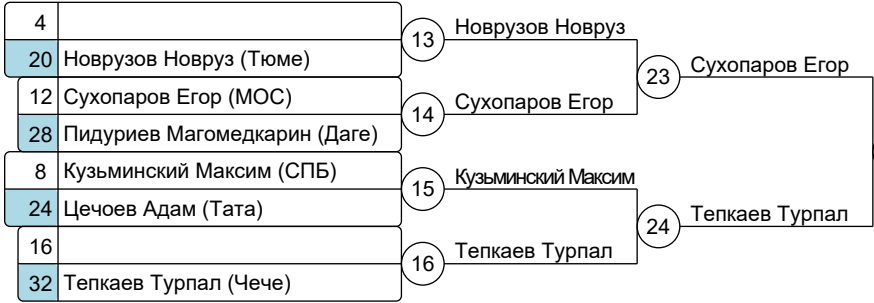 4
13
Новрузов Новруз
20 Новрузов Новруз (Тюме)
23
Сухопаров Егор
12 Сухопаров Егор (МОС)
14
Сухопаров Егор
28 Пидуриев Магомедкарин (Даге)
8 Кузьминский Максим (СПБ)
15
Кузьминский Максим
24 Цечоев Адам (Тата)
24
Тепкаев Турпал
16
16
Тепкаев Турпал
32 Тепкаев Турпал (Чече)